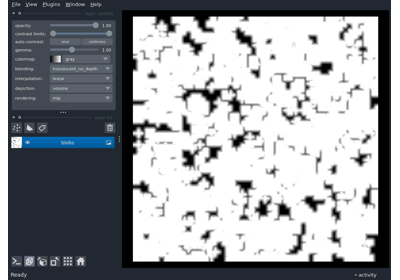 File View Plugins Window Help
opacity: 1.00
contrast limits:
auto-contrast: once continuous
gamma: 1.00
colormap: gray
blending: translucent_no_depth
interpolation: linear
depiction: volume
rendering: mip
blobs
Ready
activity